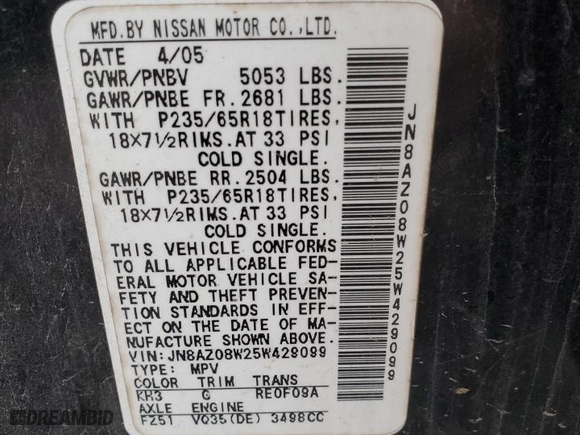 MFD.BY NISSAN MOTOR CO.,LTD.
DATE 4/05
GVWR/PNBV 5053 LBS.
GAWR/PNBE FR.2681 LBS.
WITH P235/65R18TIRES,
18X7½RIMS.AT 33 PSI
COLD SINGLE.
GAWR/PNBE RR.2504 LBS.
WITH P235/65R18TIRES,
18X7½RIMS.AT 33 PSI
COLD SINGLE.
THIS VEHICLE CONFORMS
TO ALL APPLICABLE FED-
ERAL MOTOR VEHICLE SA-
FETY AND THEFT PREVEN-
TION STANDARDS IN EFF-
ECT ON THE DATE OF MA-
NUFACTURE SHOWN ABOVE.
VIN:JN8AZ08W25W429099
TYPE: MPV
COLOR TRIM TRANS
KH3 G RE0F09A
AXLE ENGINE
FZ51 VQ35(DE) 3498CC
JN8AZ08W25W429099
DREAMBID